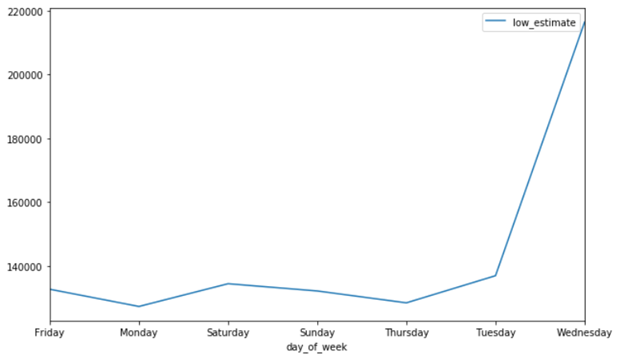 220000
low_estimate
200000
180000
160000
140000
Friday Monday Saturday Sunday Thursday Tuesday Wednesday
day_of_week